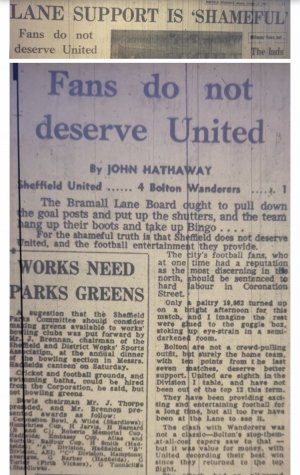 LANE SUPPORT IS 'SHAMEFUL'
Fans do not
deserve United
The lads
Fans do not
deserve United
By JOHN HATHAWAY
Sheffield United ...... 4 Bolton Wanderers ...... 1
The Bramall Lane Board ought to pull down
the goal posts and put up the shutters, and the team
hang up their boots and take up Bingo ....
For the shameful truth is that Sheffield does not deserve
United, and the football entertainment they provide.
WORKS NEED
PARKS GREENS
A suggestion that the Sheffield
Parks Committee should consider
making greens available to works'
bowling clubs was put forward by
Mr. J. Brennan, chairman of the
Sheffield and District Works' Sports
Association, at the annual dinner
of the bowling section in Messrs.
Hadfields canteen on Saturday.
Cricket and football grounds, and
swimming baths, could be hired
from the Corporation, he said, but
not bowling greens
chairman Mr. J. Thorpe
presided, and Mr. Brennan pre-
awards as follow:
The city's football fans, who
at one time had a reputation
as the most discerning in the
north, should be sentenced to
hard labour in Coronation
Street.
Only a paltry 19,862 turned up
on a bright afternoon for this
match, and I imagine the rest
were glued to the goggle box,
stoking up eye-strain in a semi-
darkened room.
Bolton are not a crowd-pulling
outfit, but surely the home team,
with ten points from the last
seven matches, deserve better
support. United are eighth in the
Division I table, and have not
been out of the top 13 this term.
They have been providing excit-
ing and entertaining football for
a long time, but all too few have
been at the Lane to see it.
The clash with Wanderers was
not a classic—Bolton's stop-them-
at-all-cost capers saw to that —
but it was value for money, with
United recording their best win
since they returned to the top
flight.